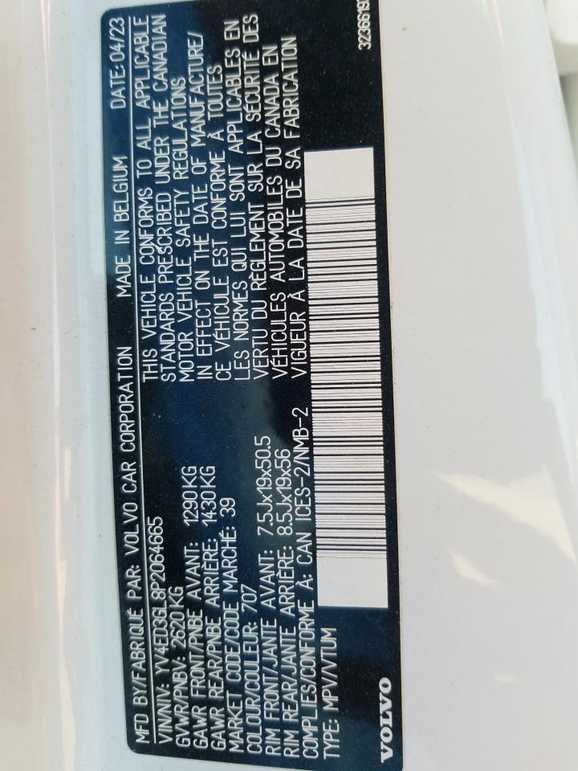 MFD BY/FABRIQUE PAR: VOLVO CAR CORPORATION MADE IN BELGIUM DATE: 04/23
VIN/NIV: YV4ED3GL8P2064665
GVWR/PNBV: 2620 KG
GAWR FRONT/PNBE AVANT: 1290 KG
GAWR REAR/PNBE ARRIÈRE: 1430 KG
MARKET CODE/CODE MARCHÉ: 39
COLOUR/COULEUR: 707
RIM FRONT/JANTE AVANT: 7.5Jx19x50.5
RIM REAR/JANTE ARRIÈRE: 8.5Jx19x56
COMPLIES/CONFORME À: CAN ICES-2/NMB-2
TYPE: MPV/VTUM
THIS VEHICLE CONFORMS TO ALL APPLICABLE
STANDARDS PRESCRIBED UNDER THE CANADIAN
MOTOR VEHICLE SAFETY REGULATIONS
IN EFFECT ON THE DATE OF MANUFACTURE/
CE VÉHICULE EST CONFORME À TOUTES
LES NORMES QUI LUI SONT APPLICABLES EN
VERTU DU RÈGLEMENT SUR LA SÉCURITÉ DES
VÉHICULES AUTOMOBILES DU CANADA EN
VIGUEUR À LA DATE DE SA FABRICATION
VOLVO